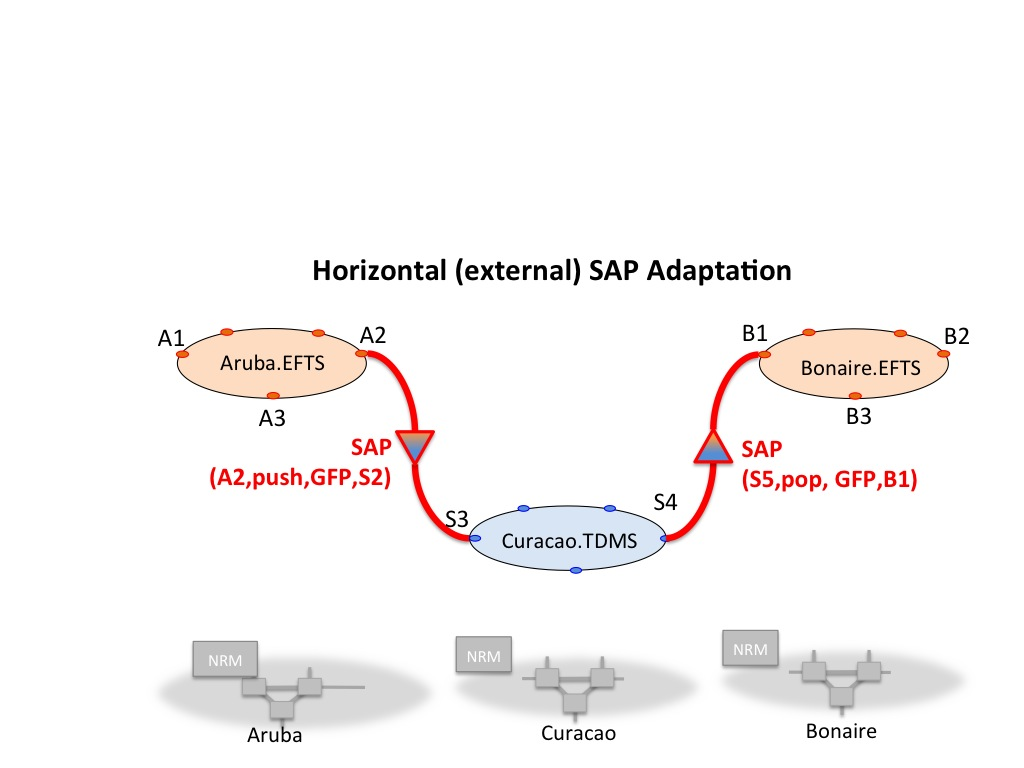 Horizontal (external) SAP Adaptation
A1
A2
Aruba.EFTS
A3
B1
B2
Bonaire.EFTS
B3
SAP
(A2,push,GFP,S2)
SAP
(S5,pop, GFP,B1)
S3
S4
Curacao.TDMS
NRM
NRM
NRM
Aruba
Curacao
Bonaire